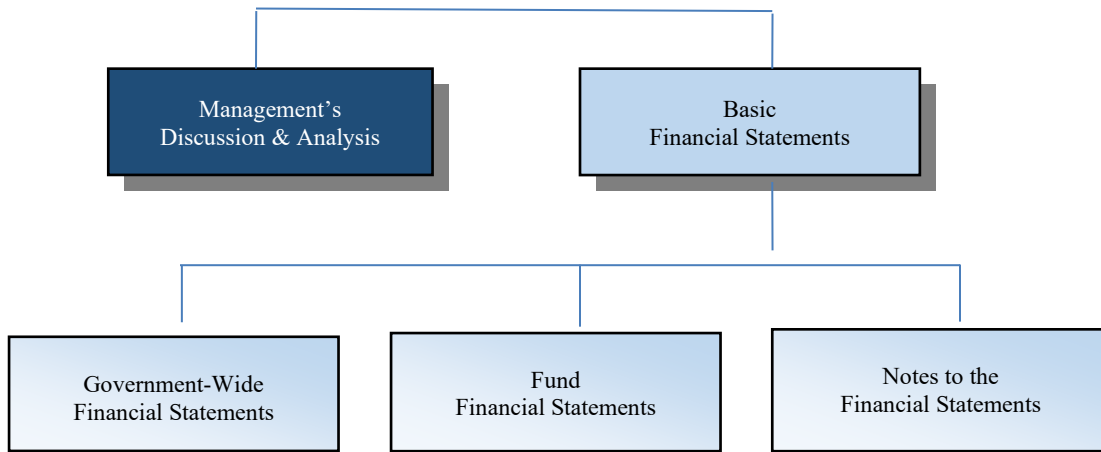 Management’s
Discussion & Analysis
Basic
Financial Statements
Government-Wide
Financial Statements
Fund
Financial Statements
Notes to the
Financial Statements